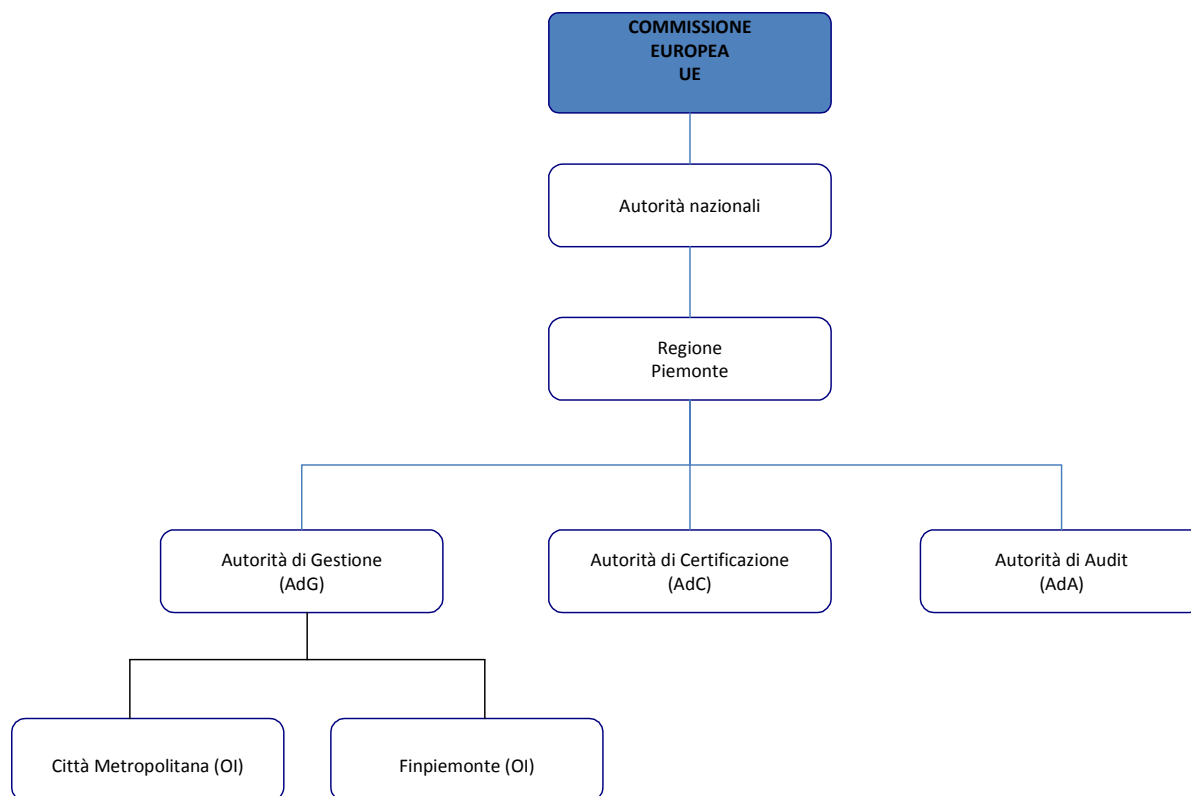 COMMISSIONE
EUROPEA
UE
Autorità nazionali
Regione
Piemonte
Autorità di Gestione
(AdG)
Autorità di Certificazione
(AdC)
Autorità di Audit
(AdA)
Città Metropolitana (OI)
Finpiemonte (OI)